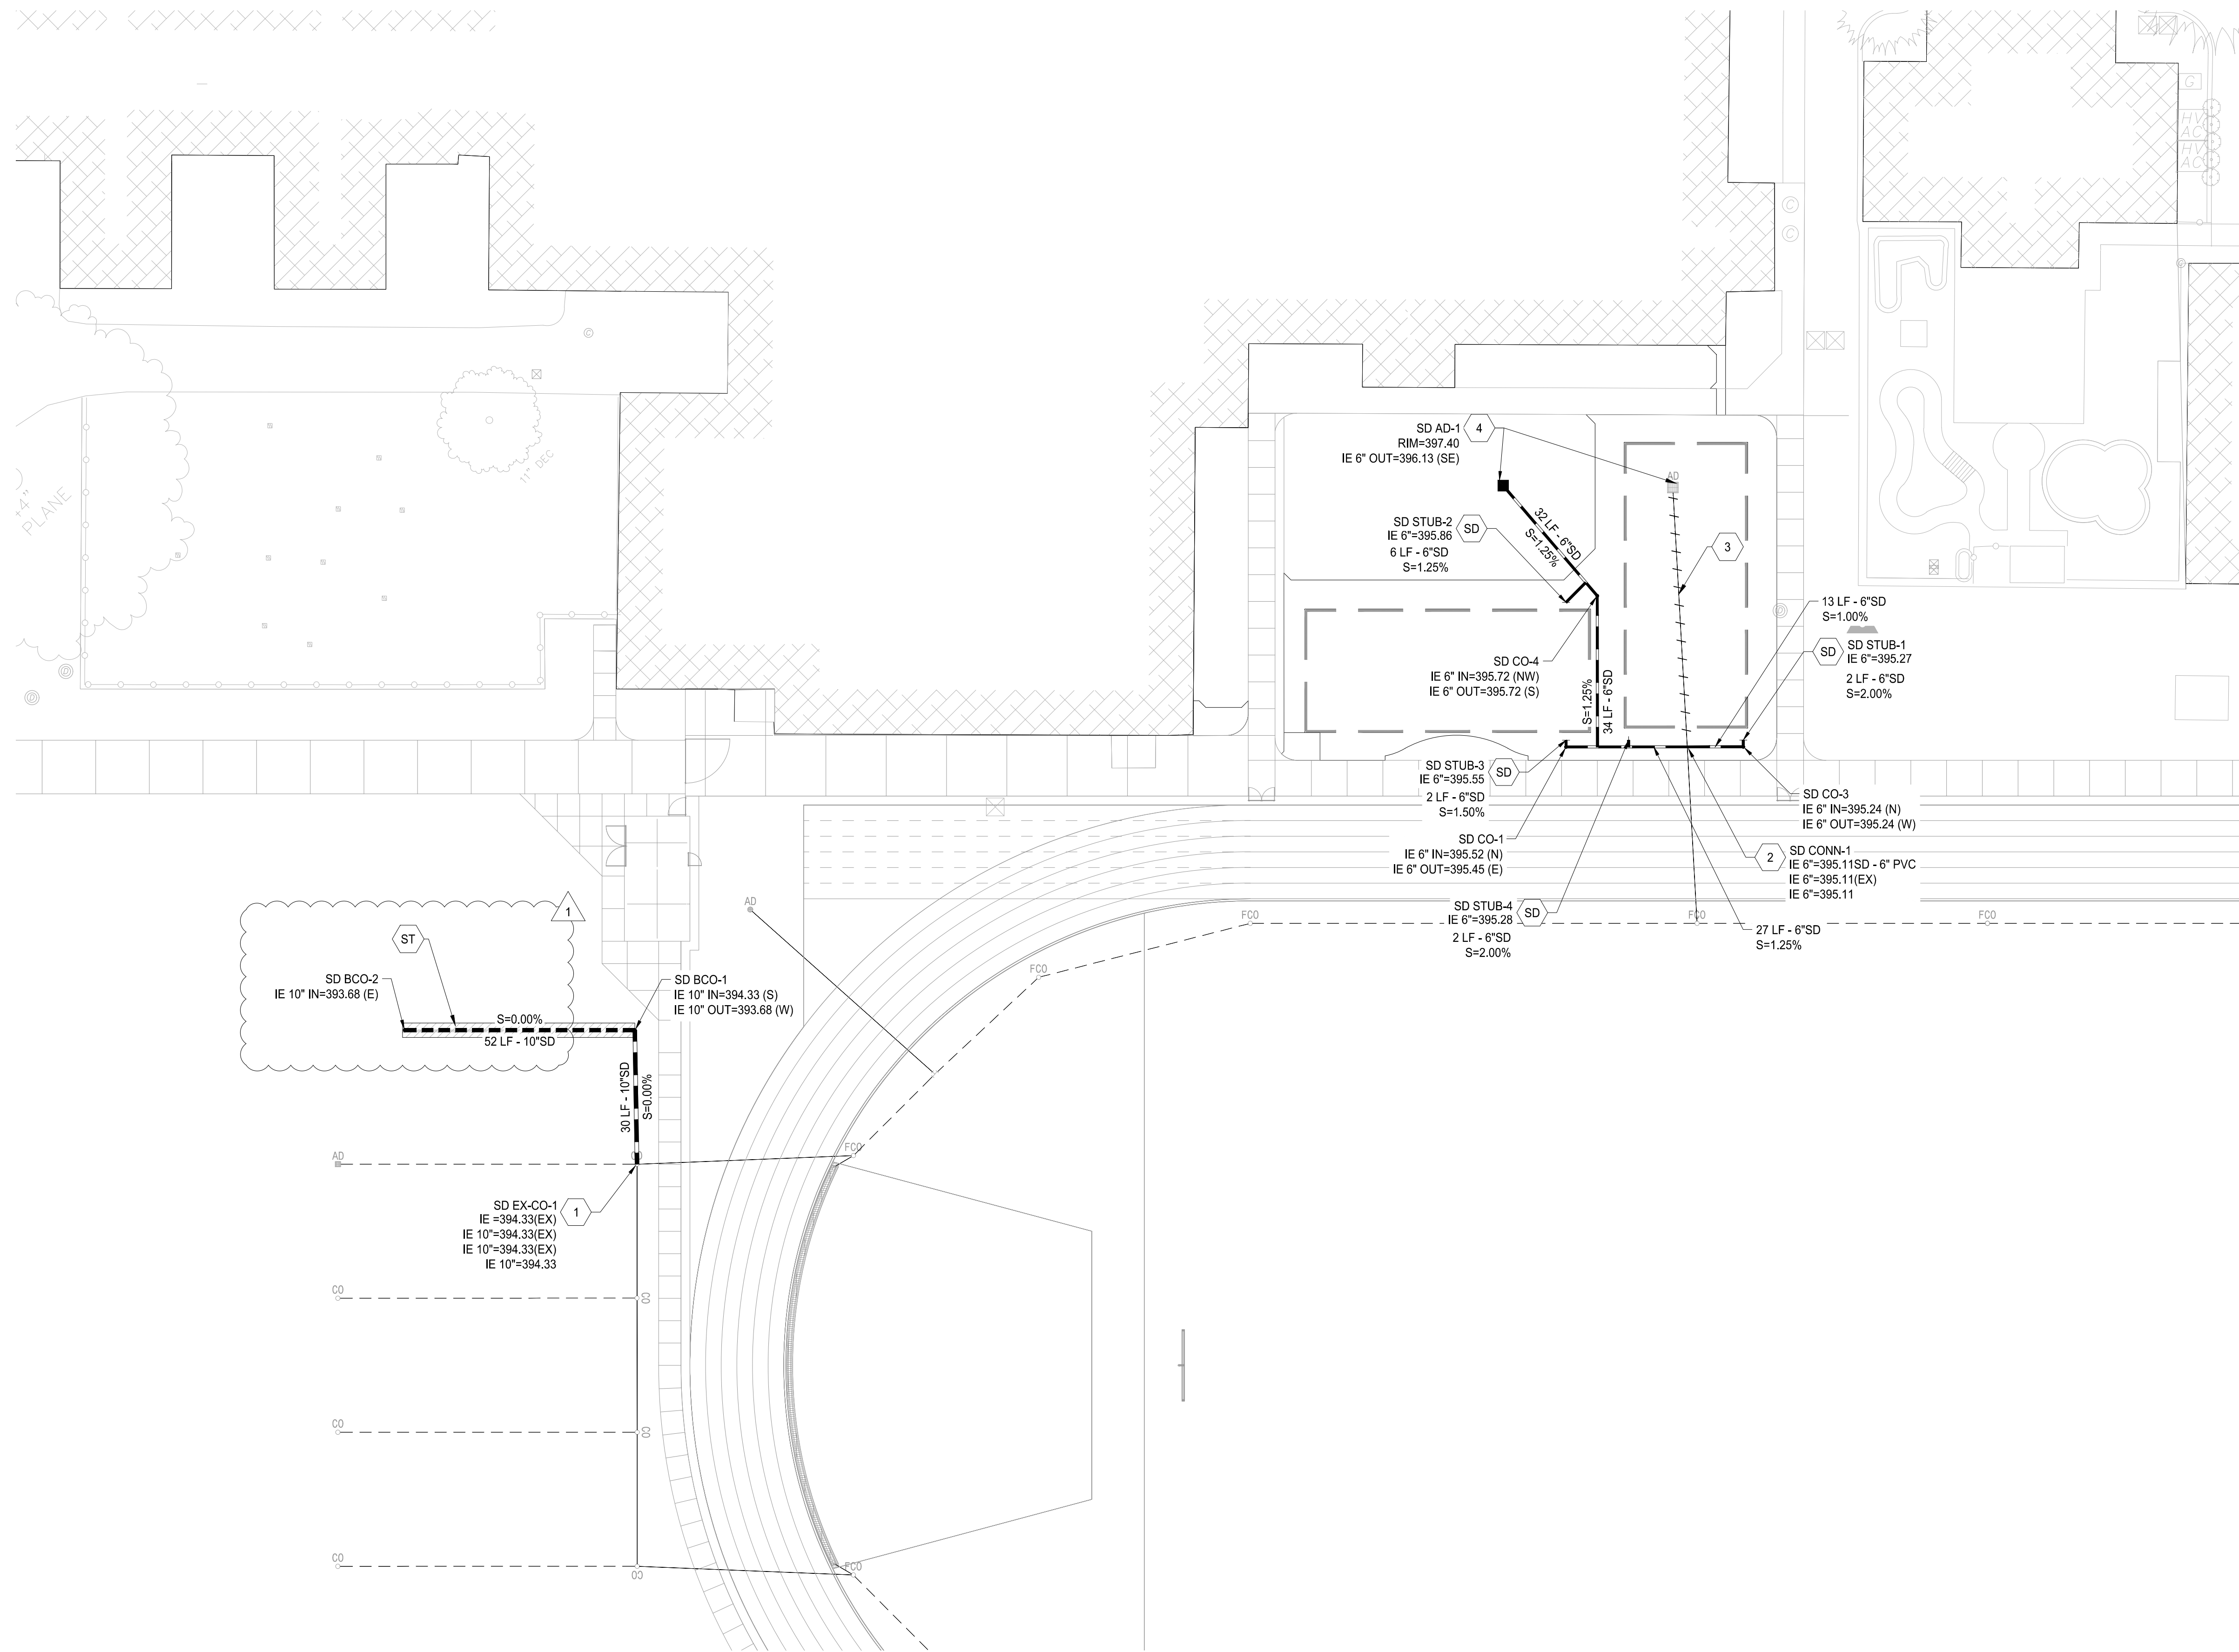 G
HV
AC
HV
AC
C
C
C
C
11" DEC
PLANE
SD AD-1
RIM=397.40
IE 6" OUT=396.13 (SE)
4
AD
32 LF - 6"SD
S=1.25%
SD STUB-2
IE 6"=395.86
6 LF - 6"SD
S=1.25%
SD
3
13 LF - 6"SD
S=1.00%
SD STUB-1
IE 6"=395.27
2 LF - 6"SD
S=2.00%
SD
SD CO-4
IE 6" IN=395.72 (NW)
IE 6" OUT=395.72 (S)
S=1.25%
34 LF - 6"SD
SD STUB-3
IE 6"=395.55
2 LF - 6"SD
S=1.50%
SD
SD CO-3
IE 6" IN=395.24 (N)
IE 6" OUT=395.24 (W)
SD CO-1
IE 6" IN=395.52 (N)
IE 6" OUT=395.45 (E)
2
SD CONN-1
IE 6"=395.11SD - 6" PVC
IE 6"=395.11(EX)
IE 6"=395.11
SD STUB-4
IE 6"=395.28
2 LF - 6"SD
S=2.00%
SD
27 LF - 6"SD
S=1.25%
AD
FCO
FCO
FCO
FCO
1
ST
SD BCO-2
IE 10" IN=393.68 (E)
SD BCO-1
IE 10" IN=394.33 (S)
IE 10" OUT=393.68 (W)
S=0.00%
52 LF - 10"SD
30 LF - 10"SD
S=0.00%
AD
CO
FCO
SD EX-CO-1
IE =394.33(EX)
IE 10"=394.33(EX)
IE 10"=394.33(EX)
IE 10"=394.33
1
CO
CO
CO
CO
CO
CO
FCO